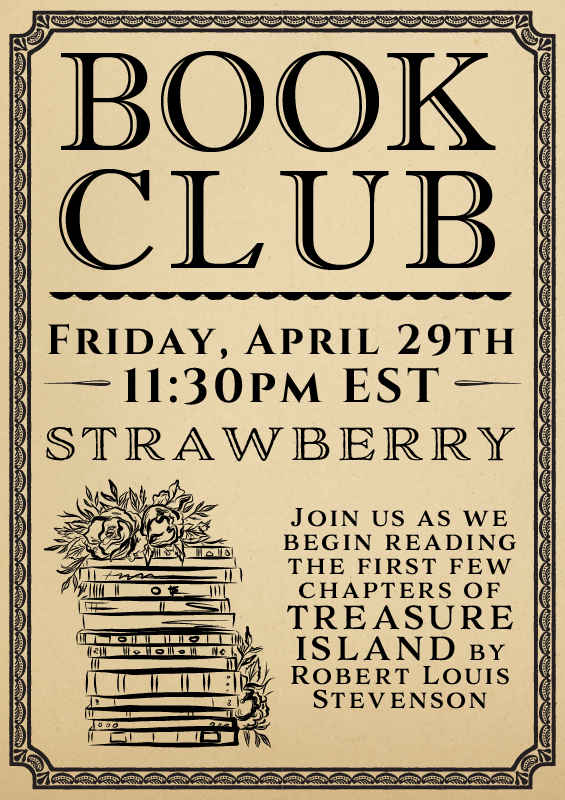 BOOK
CLUB
FRIDAY, APRIL 29TH
11:30PM EST
STRAWBERRY
JOIN US AS WE
BEGIN READING
THE FIRST FEW
CHAPTERS OF
TREASURE
ISLAND BY
ROBERT LOUIS
STEVENSON